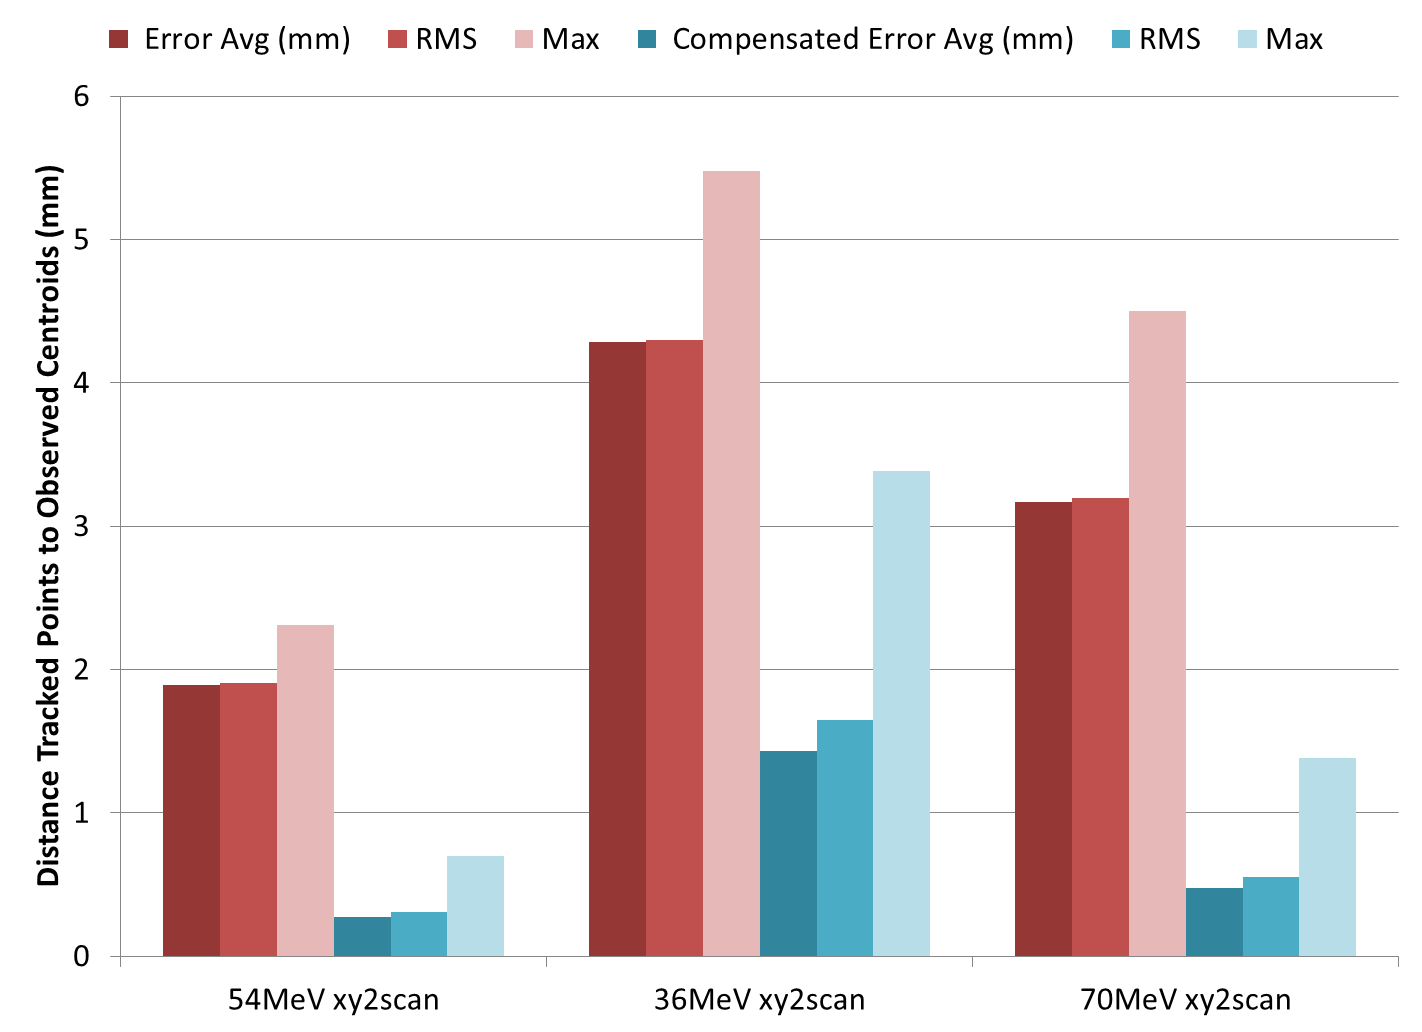 Error Avg (mm) RMS Max Compensated Error Avg (mm) RMS Max
Distance Tracked Points to Observed Centroids (mm)
6
5
4
3
2
1
0
54MeV xy2scan 36MeV xy2scan 70MeV xy2scan